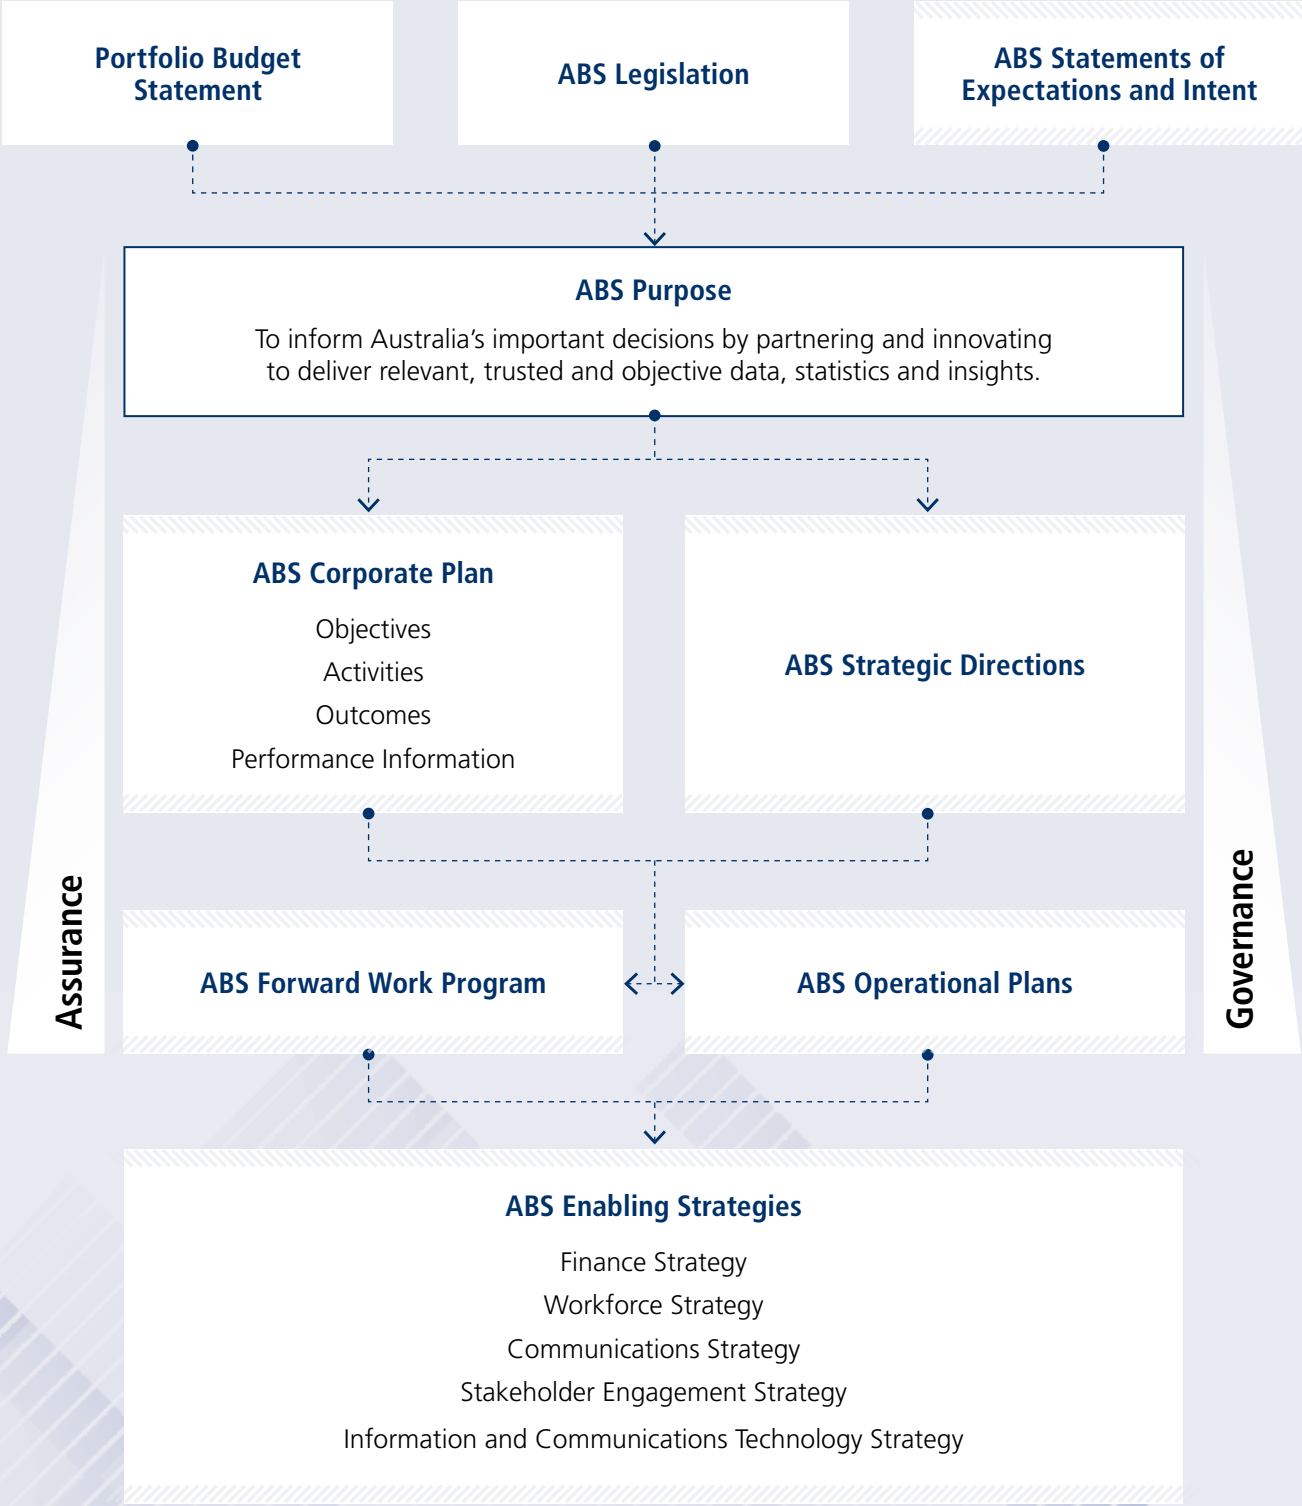 Portfolio Budget
Statement
ABS Legislation
ABS Statements of
Expectations and Intent
ABS Purpose
To inform Australia’s important decisions by partnering and innovating
to deliver relevant, trusted and objective data, statistics and insights.
ABS Corporate Plan
Objectives
Activities
Outcomes
Performance Information
ABS Strategic Directions
Assurance
Governance
ABS Forward Work Program
ABS Operational Plans
ABS Enabling Strategies
Finance Strategy
Workforce Strategy
Communications Strategy
Stakeholder Engagement Strategy
Information and Communications Technology Strategy